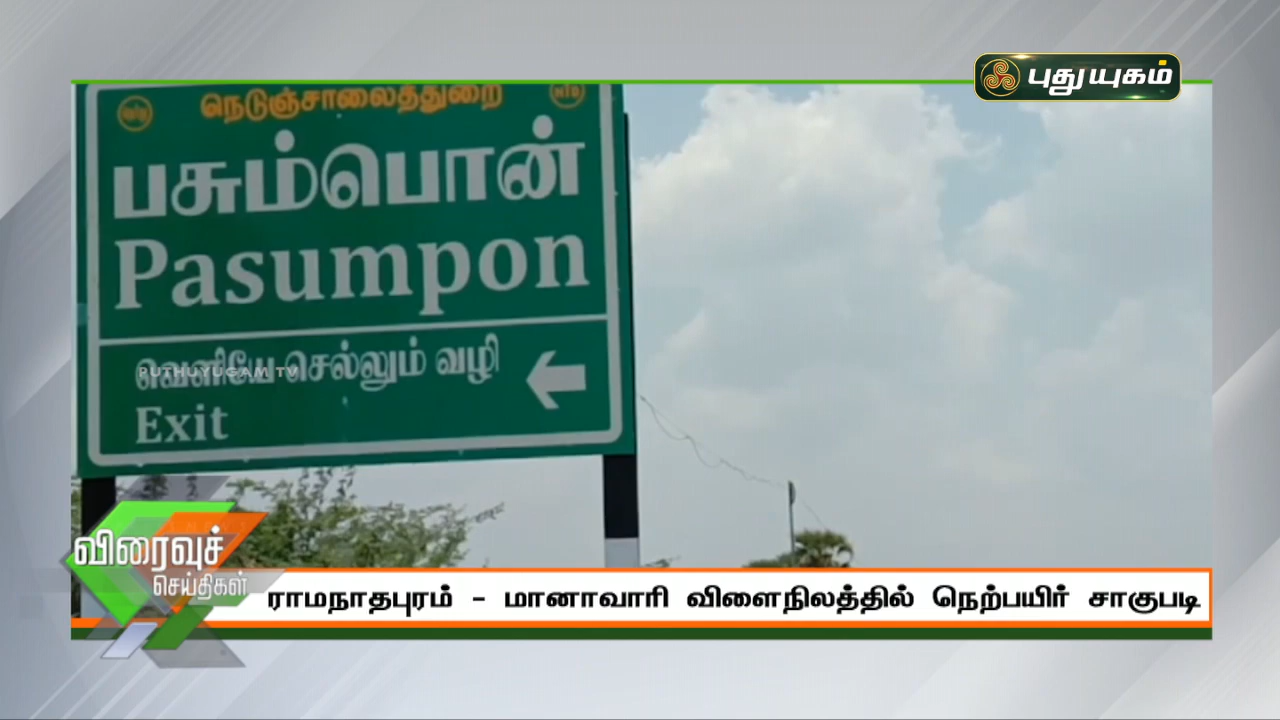 புதுயுகம்
நெடுஞ்சாலைத்துறை
பசும்பொன்
Pasumpon
வெளியே செல்லும் வழி
PUTHUYUGAM TV
Exit
விரைவுச்
செய்திகள்
ராமநாதபுரம் - மானாவாரி விளைநிலத்தில் நெற்பயிர் சாகுபடி